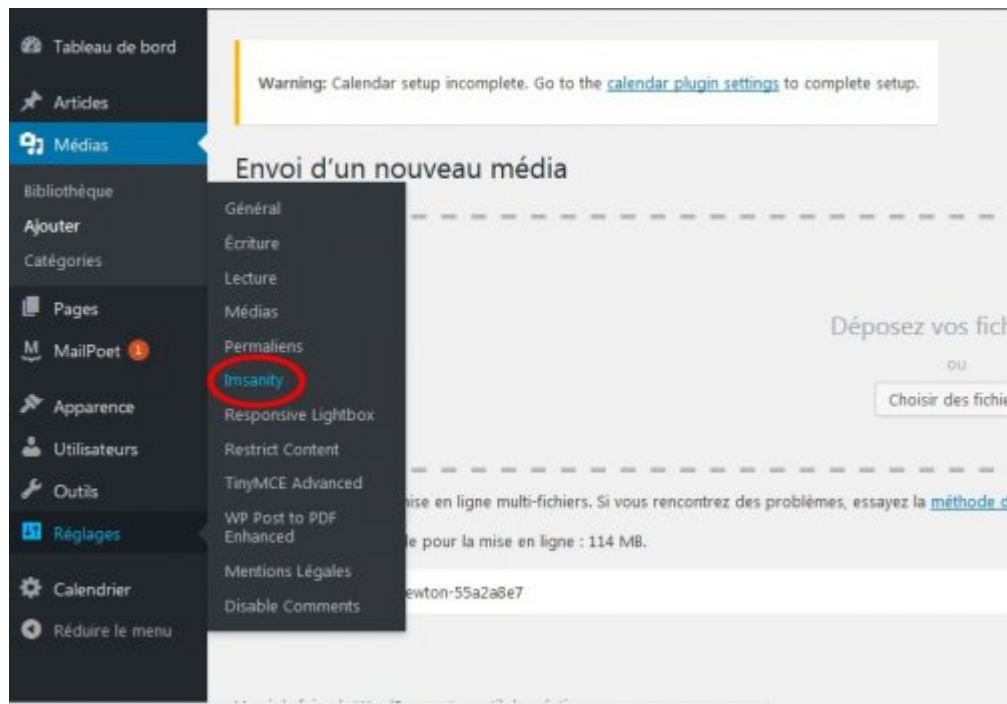 Tableau de bord
Articles
Médias
Bibliothèque
Ajouter
Catégories
Pages
MailPoet 1
Apparence
Utilisateurs
Outils
Réglages
Calendrier
Réduire le menu
Général
Écriture
Lecture
Médias
Permaliens
Imsanity
Responsive Lightbox
Restrict Content
TinyMCE Advanced
WP Post to PDF
Enhanced
Mentions Légales
Disable Comments
Warning: Calendar setup incomplete. Go to the calendar plugin settings to complete setup.
Envoi d'un nouveau média
Déposez vos fich
ou
Choisir des fichie
ise en ligne multi-fichiers. Si vous rencontrez des problèmes, essayez la méthode d
le pour la mise en ligne : 114 MB.
ewton-55a2a8e7